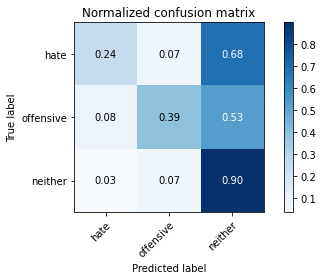 Normalized confusion matrix
True label
hate
0.24 0.07 0.68
offensive
0.08 0.39 0.53
neither
0.03 0.07 0.90
hate
offensive
neither
Predicted label
0.8
0.7
0.6
0.5
0.4
0.3
0.2
0.1